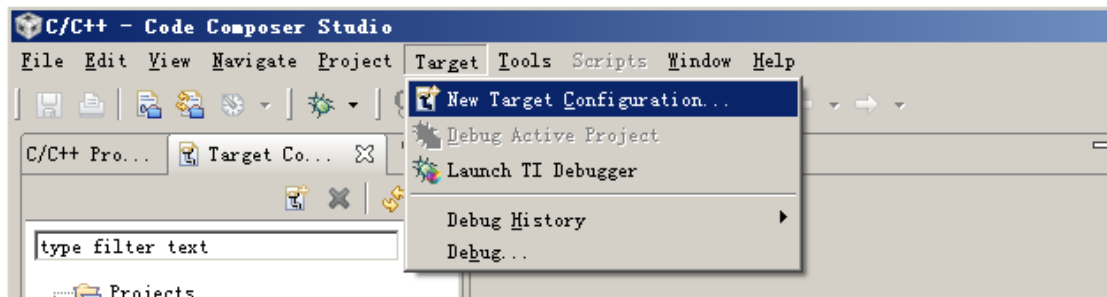 C/C++ - Code Composer Studio
File Edit View Navigate Project Target Tools Scripts Window Help
New Target Configuration...
Debug Active Project
C/C++ Pro... Target Co...
Launch TI Debugger
Debug History
type filter text
Debug...
Projects